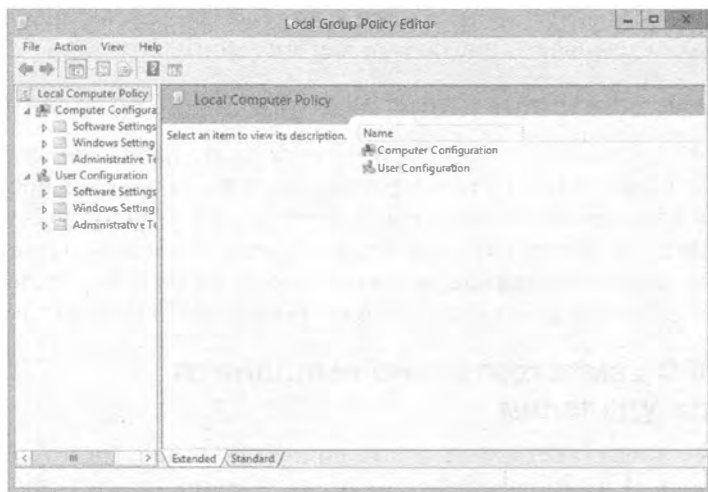 Local Group Policy Editor
File Action View Help
Local Computer Policy
Computer Configura
Software Settings
Windows Setting
Administrative Te
User Configuration
Software Settings
Windows Setting
Administrative Te
Local Computer Policy
Select an item to view its description.
Name
Computer Configuration
User Configuration
Extended Standard